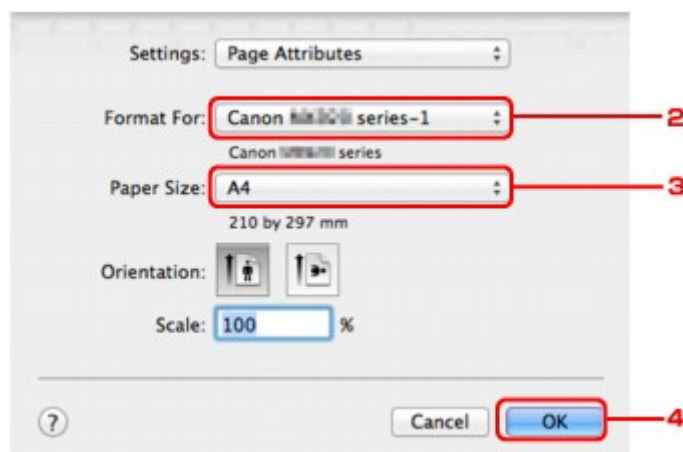 Settings: Page Attributes
Format For: Canon series-1 2
Canon series
Paper Size: A4 3
210 by 297 mm
Orientation:
Scale: 100 %
? Cancel OK 4